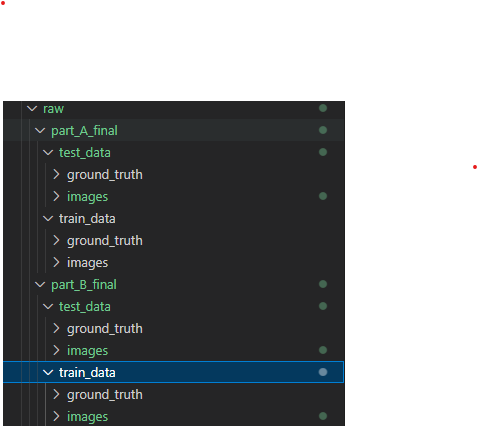 raw
part_A_final
test_data
ground_truth
images
train_data
ground_truth
images
part_B_final
test_data
ground_truth
images
train_data
ground_truth
images